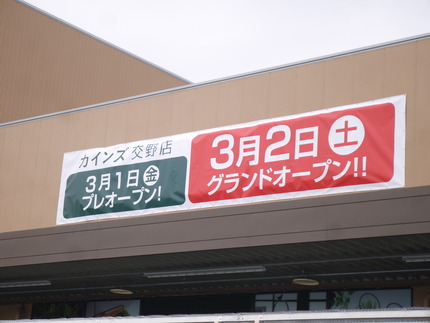 カインズ 交野店
3月1日金
プレオープン!
3月2日土
グランドオープン!!